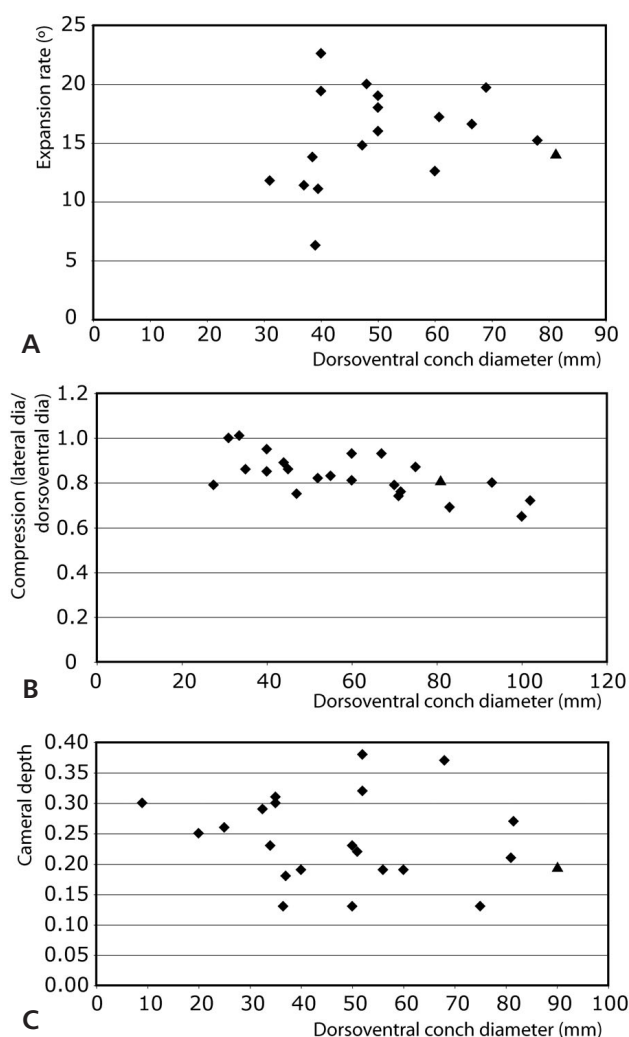 25
20
15
10
5
0
Expansion rate (º)
0 10 20 30 40 50 60 70 80 90
A
Dorsoventral conch diameter (mm)
1.2
1.0
0.8
0.6
0.4
0.2
0
Compression (lateral dia/
dorsoventral dia)
0 20 40 60 80 100 120
B
Dorsoventral conch diameter (mm)
0.40
0.35
0.30
0.25
0.20
0.15
0.10
0.05
0.00
Cameral depth
0 10 20 30 40 50 60 70 80 90 100
C
Dorsoventral conch diameter (mm)